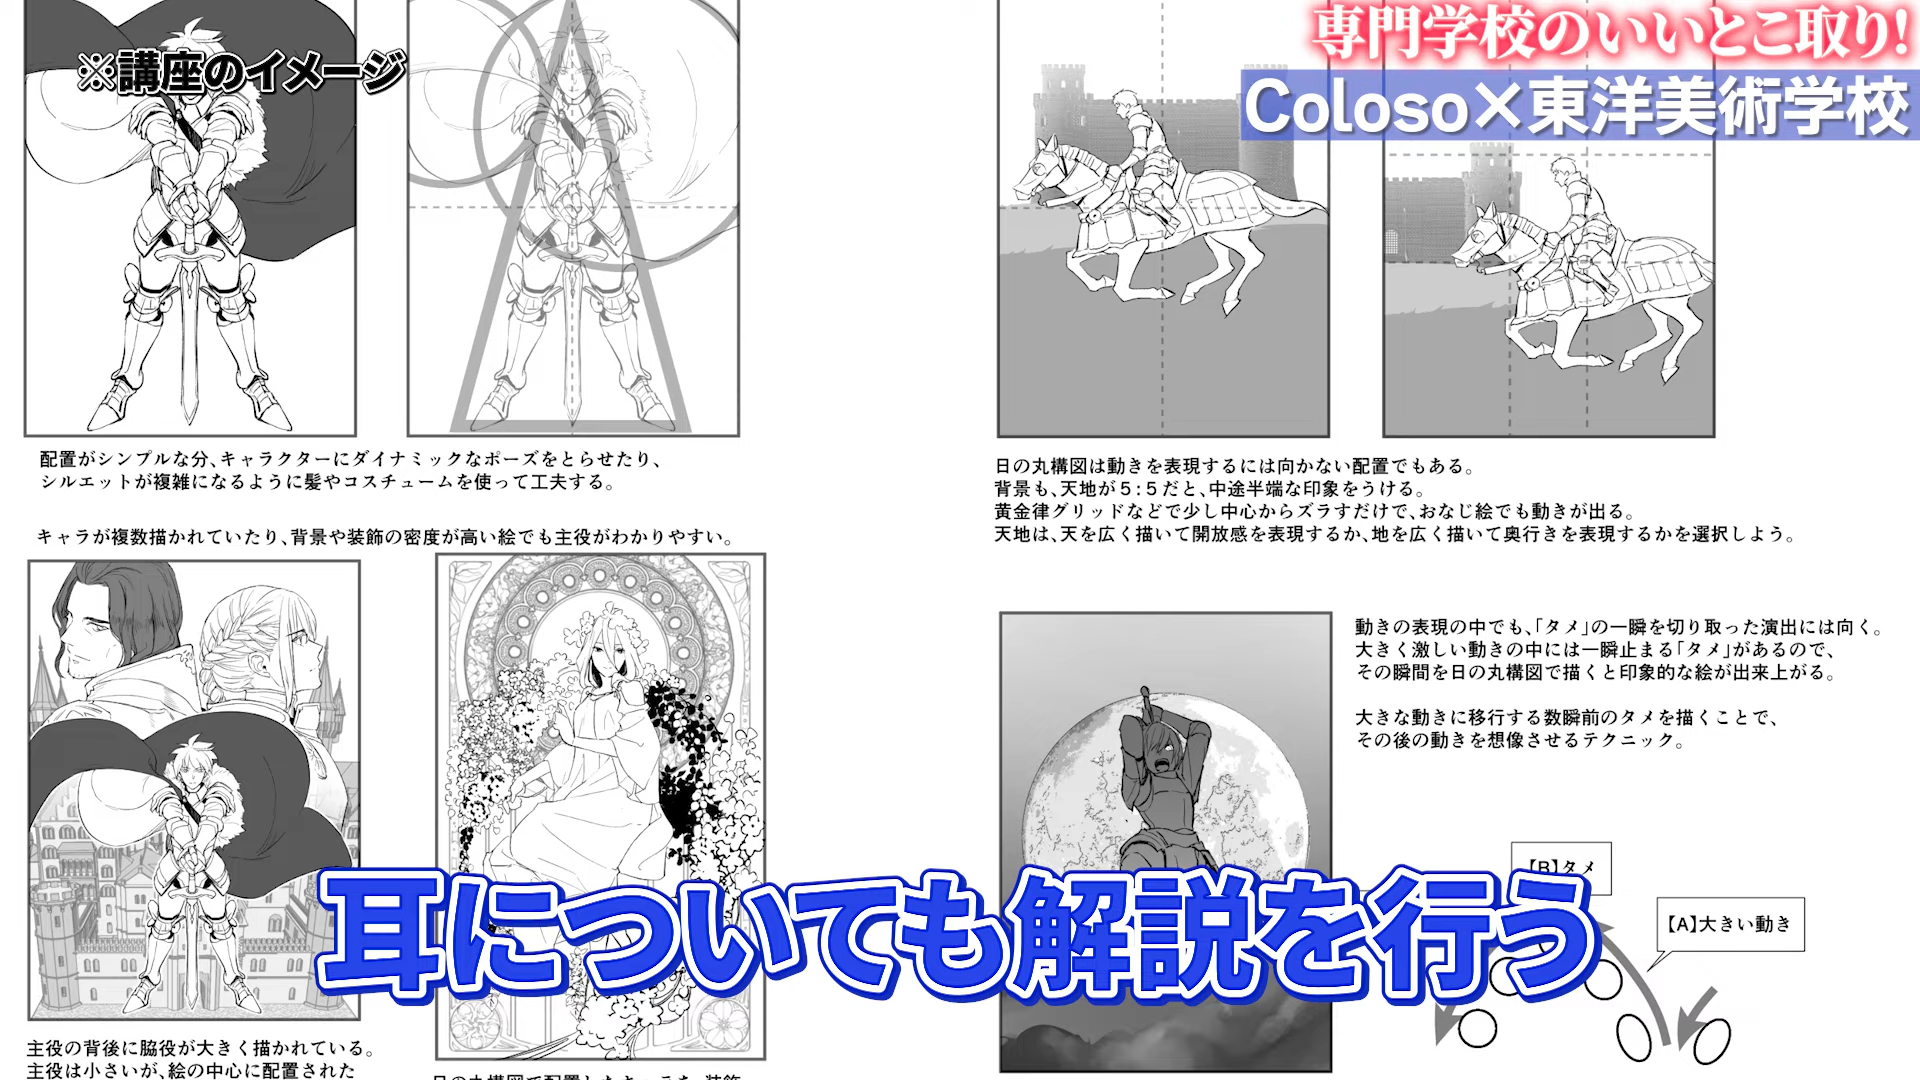 専門学校のいいとこ取り!
Coloso×東洋美術学校
※講座のイメージ
配置がシンプルな分、キャラクターにダイナミックなポーズをとらせたり、
シルエットが複雑になるように髪やコスチュームを使って工夫する。
キャラが複数描かれていたり、背景や装飾の密度が高い絵でも主役がわかりやすい。
主役の背後に脇役が大きく描かれている。
主役は小さいが、絵の中心に配置された
日の丸構図は動きを表現するには向かない配置でもある。
背景も、天地が5:5だと、中途半端な印象をうける。
黄金律グリッドなどで少し中心からズラすだけで、おなじ絵でも動きが出る。
天地は、天を広く描いて開放感を表現するか、地を広く描いて奥行きを表現するかを選択しよう。
動きの表現の中でも、「タメ」の一瞬を切り取った演出には向く。
大きく激しい動きの中には一瞬止まる「タメ」があるので、
その瞬間を日の丸構図で描くと印象的な絵が出来上がる。
大きな動きに移行する数瞬前のタメを描くことで、
その後の動きを想像させるテクニック。
【B】タメ
【A】大きい動き
耳についても解説を行う